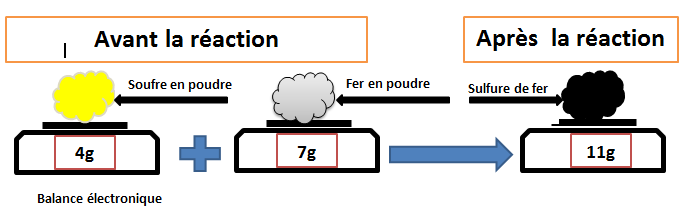 Avant la réaction
Après la réaction
Soufre en poudre
Fer en poudre
Sulfure de fer
4g
7g
11g
Balance électronique